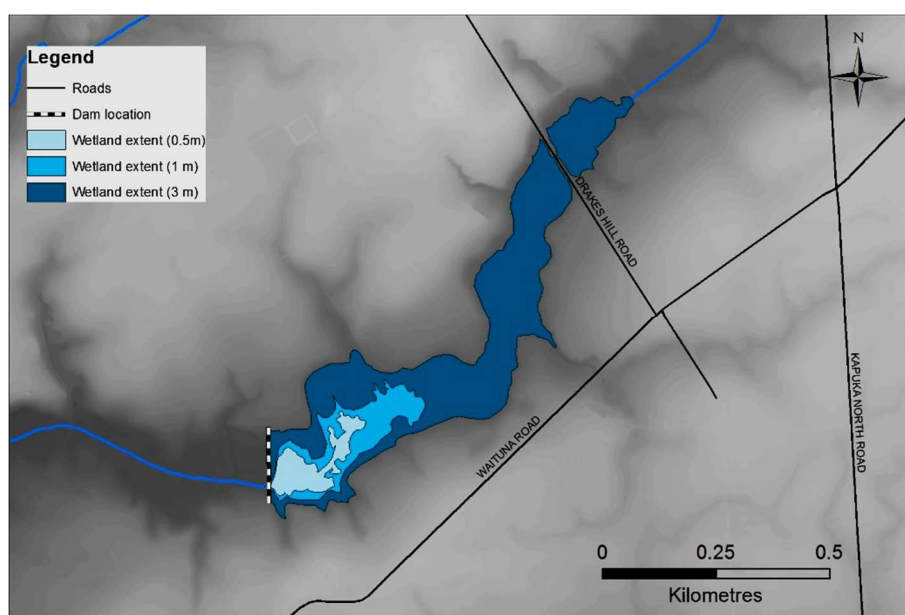 Legend
Roads
Dam location
Wetland extent (0.5m)
Wetland extent (1 m)
Wetland extent (3 m)
N
DRAKES HILL ROAD
WAITUNA ROAD
KAPUKA NORTH ROAD
0 0.25 0.5
Kilometres